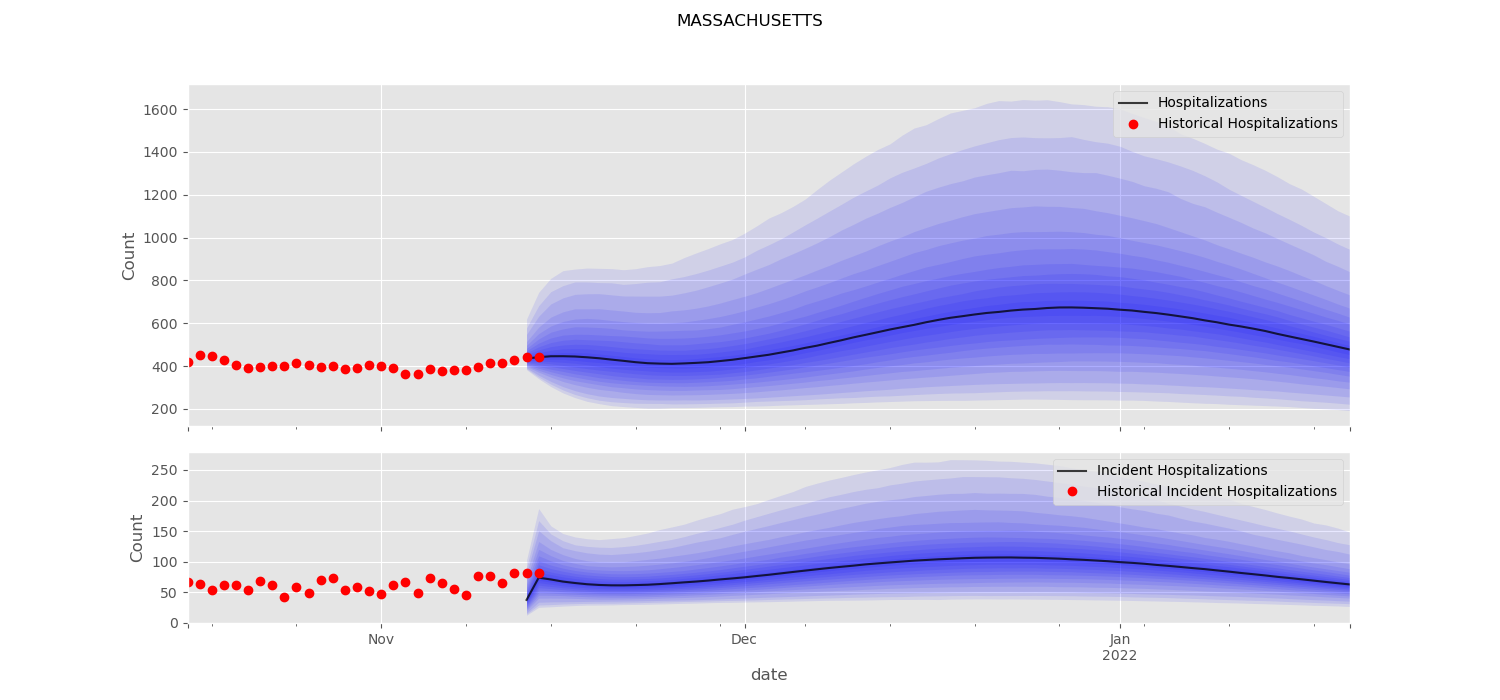 MASSACHUSETTS
Count
1600
1400
1200
1000
800
600
400
200
Hospitalizations
Historical Hospitalizations
Count
250
200
150
100
50
0
Incident Hospitalizations
Historical Incident Hospitalizations
Nov
Dec
Jan
2022
date